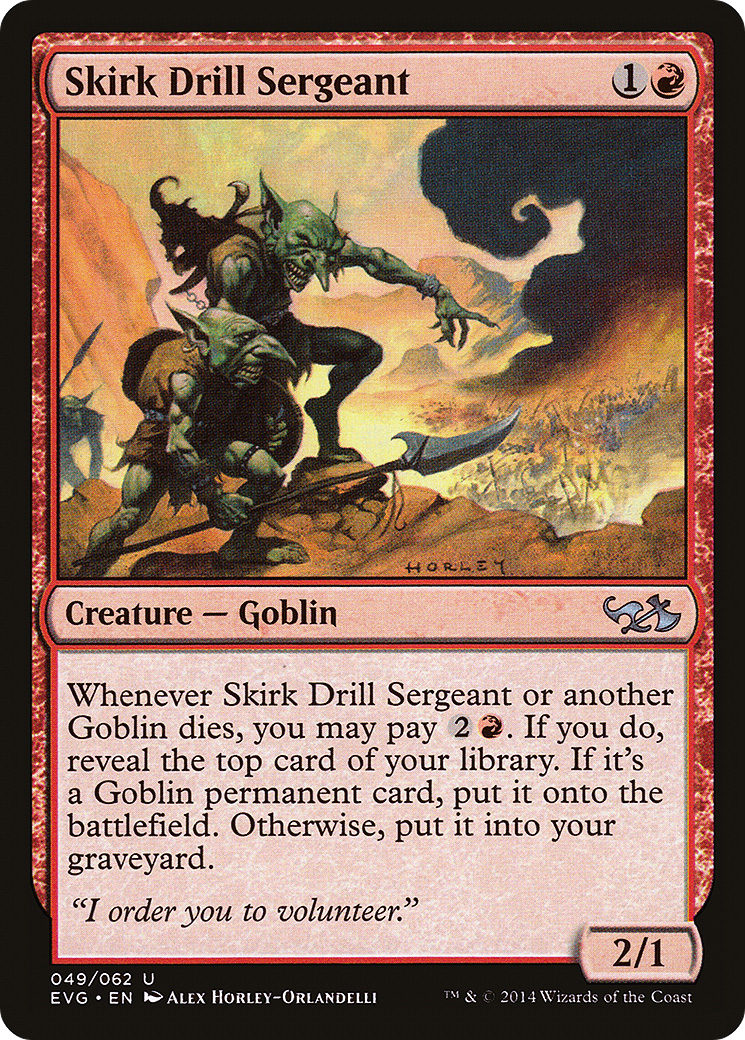 Skirk Drill Sergeant 1
HORLEY
Creature — Goblin
Whenever Skirk Drill Sergeant or another
Goblin dies, you may pay 2 . If you do,
reveal the top card of your library. If it's
a Goblin permanent card, put it onto the
battlefield. Otherwise, put it into your
graveyard.
“I order you to volunteer.”
2/1
049/062 U
EVG • EN Alex Horley-Orlandelli
™ & © 2014 Wizards of the Coast